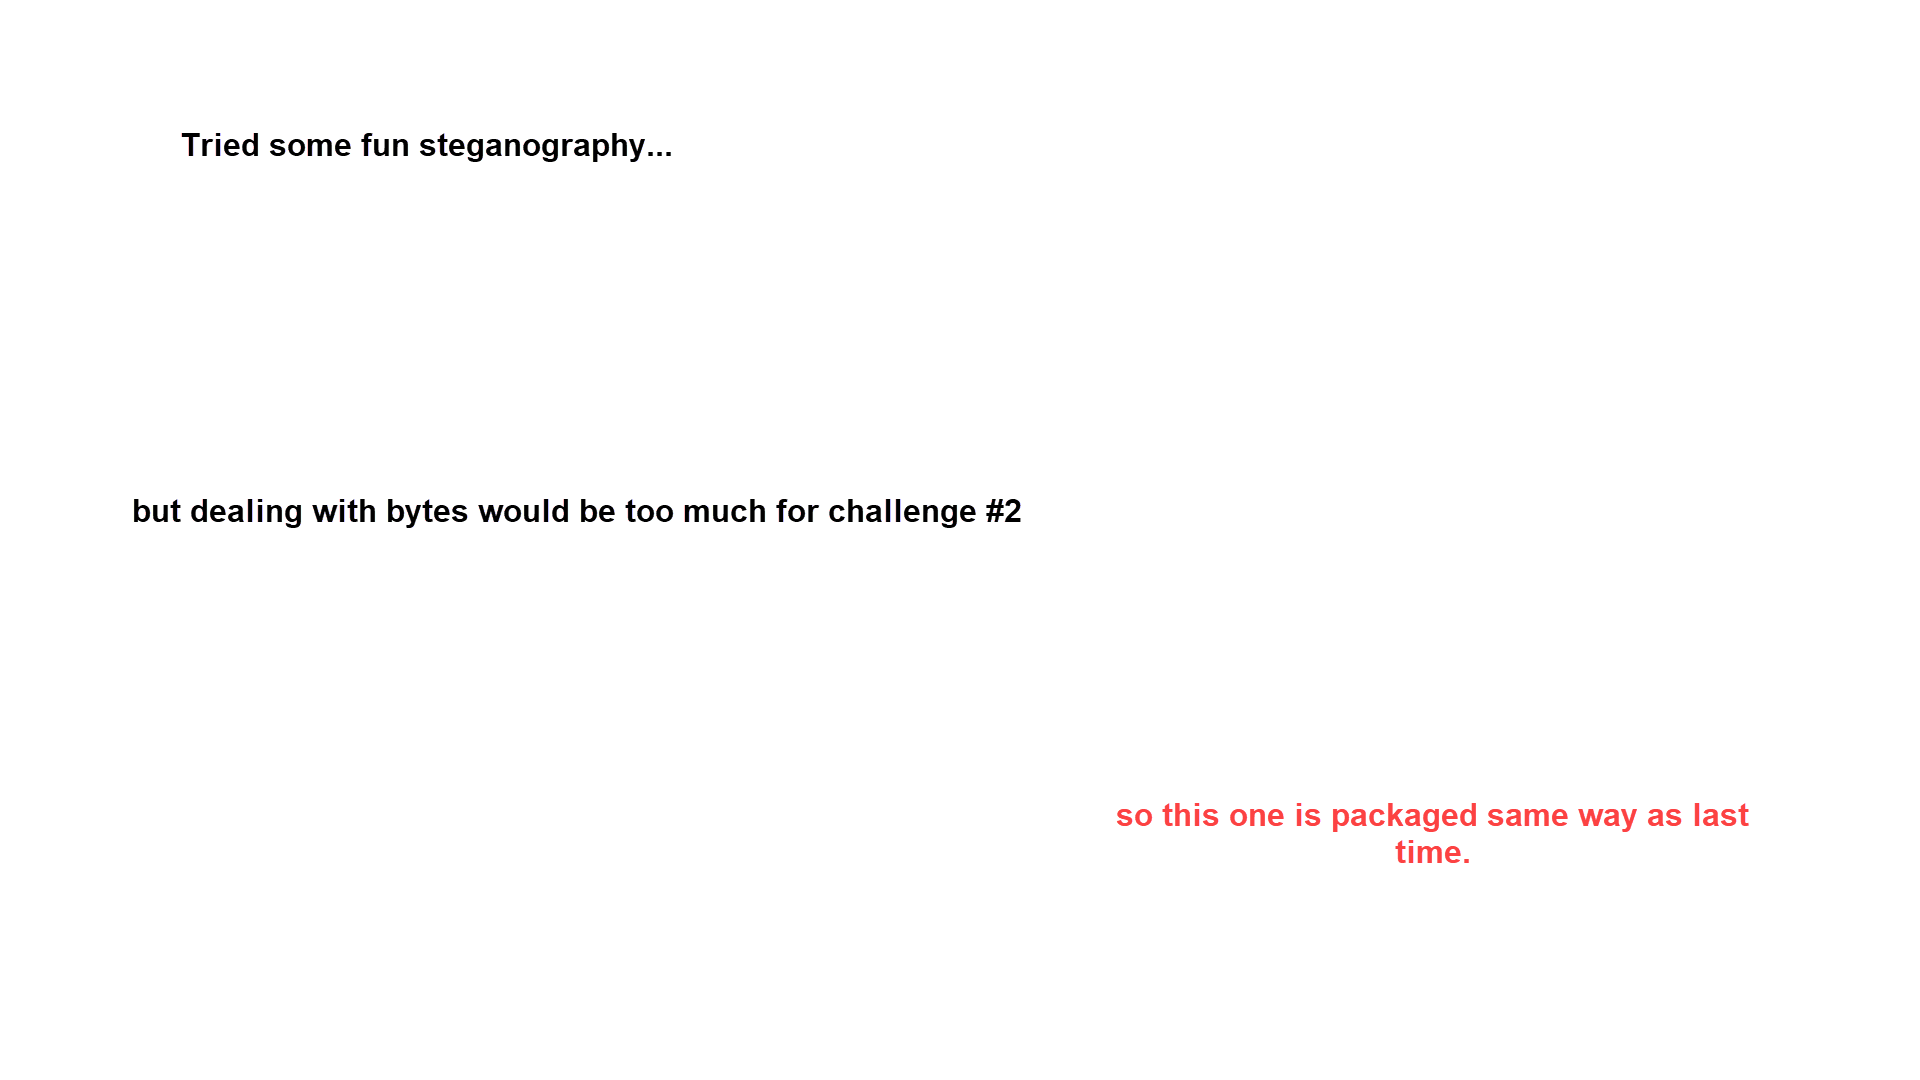 Tried some fun steganography...
but dealing with bytes would be too much for challenge #2
so this one is packaged same way as last
time.